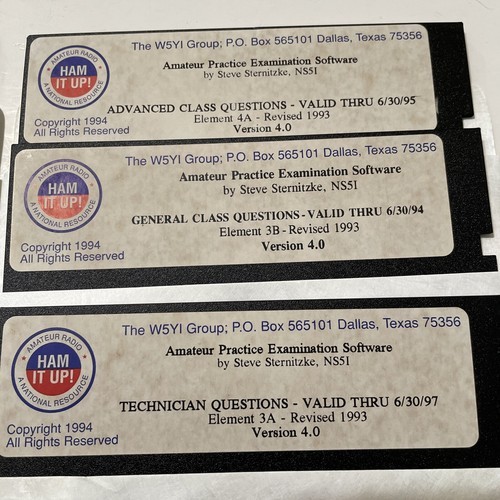 The W5YI Group; P.O. Box 565101 Dallas, Texas 75356
AMATEUR RADIO
HAM
IT UP!
A NATIONAL RESOURCE
Amateur Practice Examination Software
by Steve Sternitzke, NS5I
ADVANCED CLASS QUESTIONS - VALID THRU 6/30/95
Element 4A - Revised 1993
Version 4.0
Copyright 1994
All Rights Reserved
The W5YI Group; P.O. Box 565101 Dallas, Texas 75356
AMATEUR RADIO
HAM
IT UP!
A NATIONAL RESOURCE
Amateur Practice Examination Software
by Steve Sternitzke, NS5I
GENERAL CLASS QUESTIONS - VALID THRU 6/30/94
Element 3B - Revised 1993
Version 4.0
Copyright 1994
All Rights Reserved
The W5YI Group; P.O. Box 565101 Dallas, Texas 75356
AMATEUR RADIO
HAM
IT UP!
A NATIONAL RESOURCE
Amateur Practice Examination Software
by Steve Sternitzke, NS5I
TECHNICIAN QUESTIONS - VALID THRU 6/30/97
Element 3A - Revised 1993
Version 4.0
Copyright 1994
All Rights Reserved